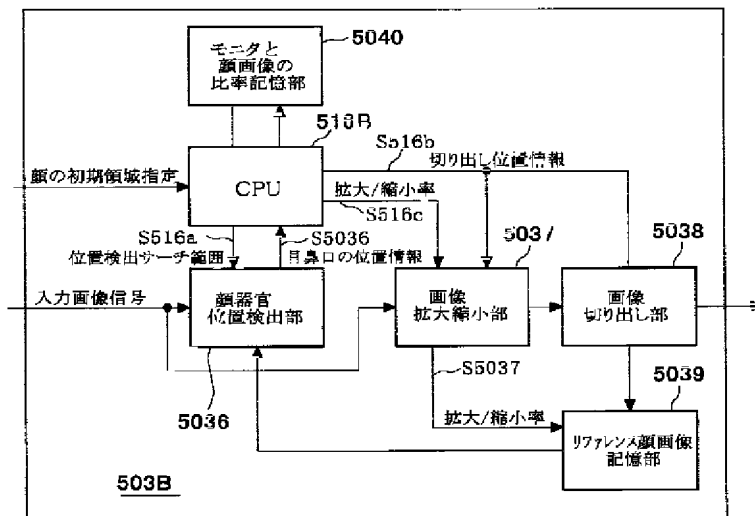 モニタと
顔画像の
比率記憶部
5040
516B
S516b
切り出し位置情報
顔の初期領域指定
CPU
拡大/縮小率
S516c
S516a
位置検出サーチ範囲
S5036
目鼻口の位置情報
5037
5038
入力画像信号
顔器官
位置検出部
画像
拡大縮小部
画像
切り出し部
S5037
5039
5036
拡大/縮小率
リファレンス顔画像
記憶部
503B